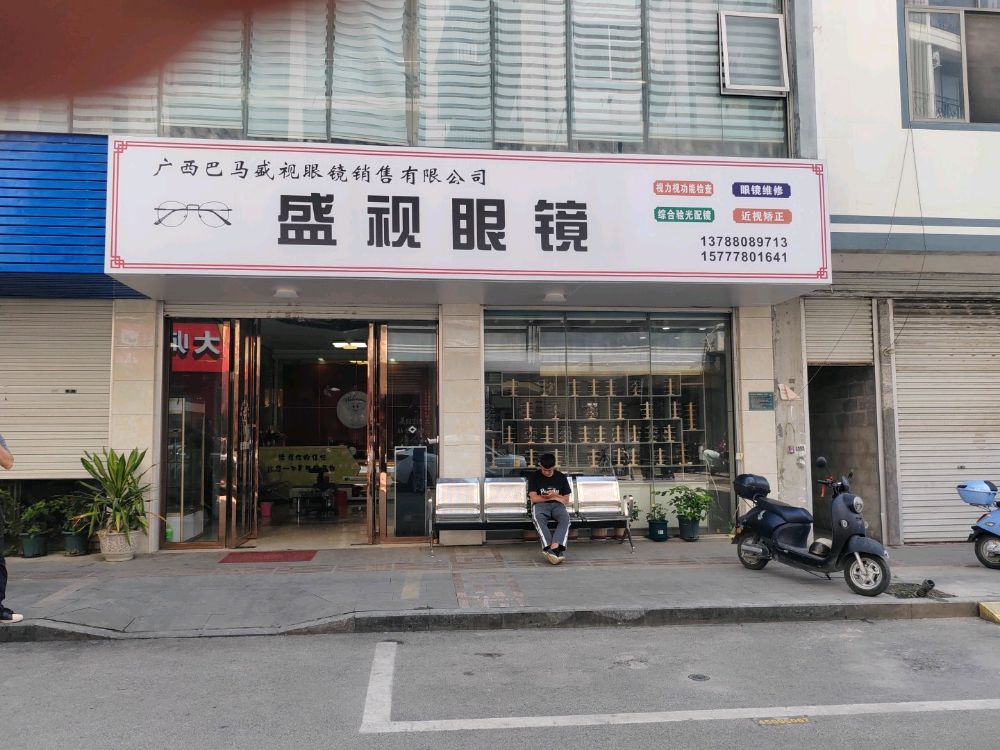 广西巴马盛视眼镜销售有限公司
盛视眼镜
视力视功能检查
眼镜维修
综合验光配镜
近视矫正
13788089713
15777801641